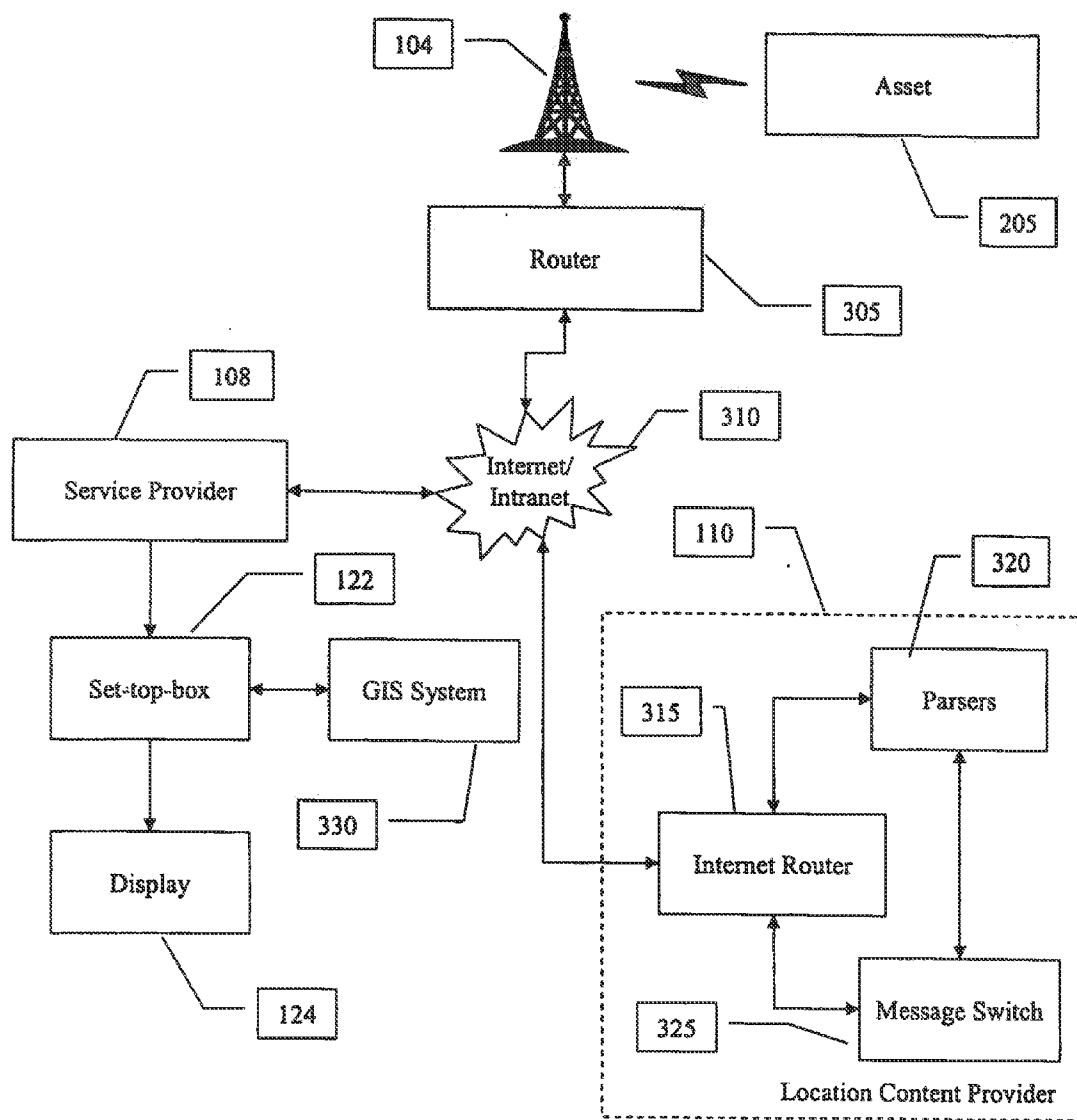 104
Asset
205
Router
305
108
310
Service Provider
Internet/
Intranet
110
320
122
Set-top-box
GIS System
315
Parsers
330
Internet Router
Display
124
325
Message Switch
Location Content Provider